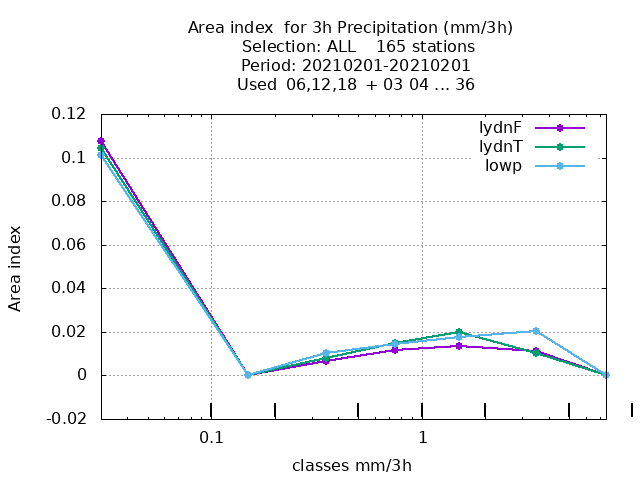 Area index  for 3h Precipitation (mm/3h)
Selection: ALL    165 stations
Period: 20210201-20210201
Used  06,12,18  + 03 04 ... 36
lydnF
lydnT
lowp
0.12
0.1
0.08
0.06
0.04
0.02
0
-0.02
Area index
0.1
1
classes mm/3h